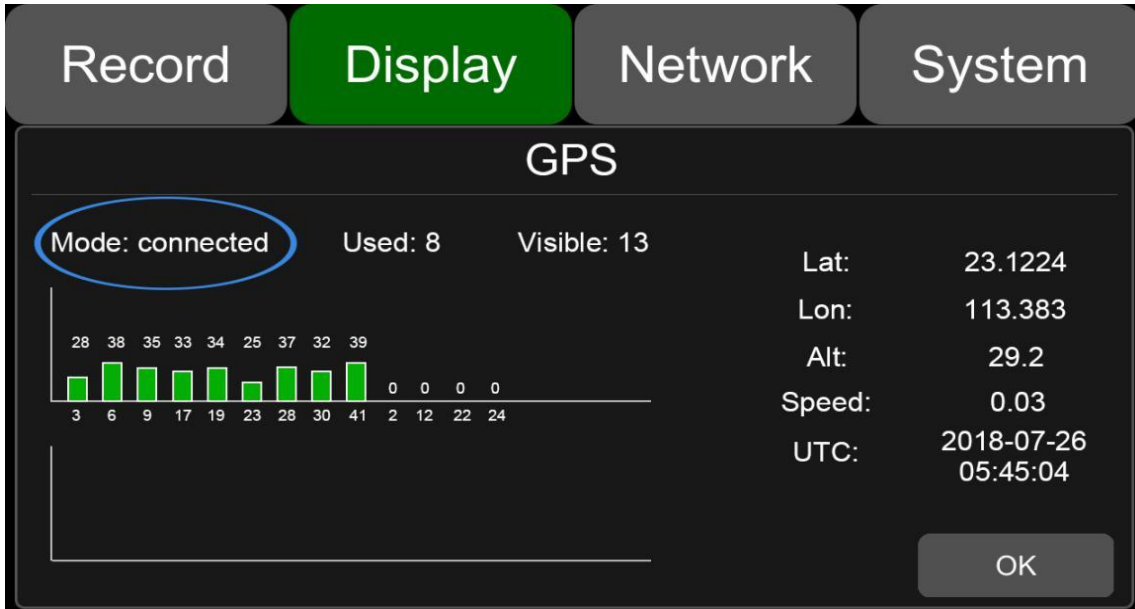 Record Display Network System
GPS
Mode: connected Used: 8 Visible: 13
28 38 35 33 34 25 37 32 39 0 0 0 0
3 6 9 17 19 23 28 30 41 2 12 22 24
Lat: 23.1224
Lon: 113.383
Alt: 29.2
Speed: 0.03
UTC: 2018-07-26
05:45:04
OK